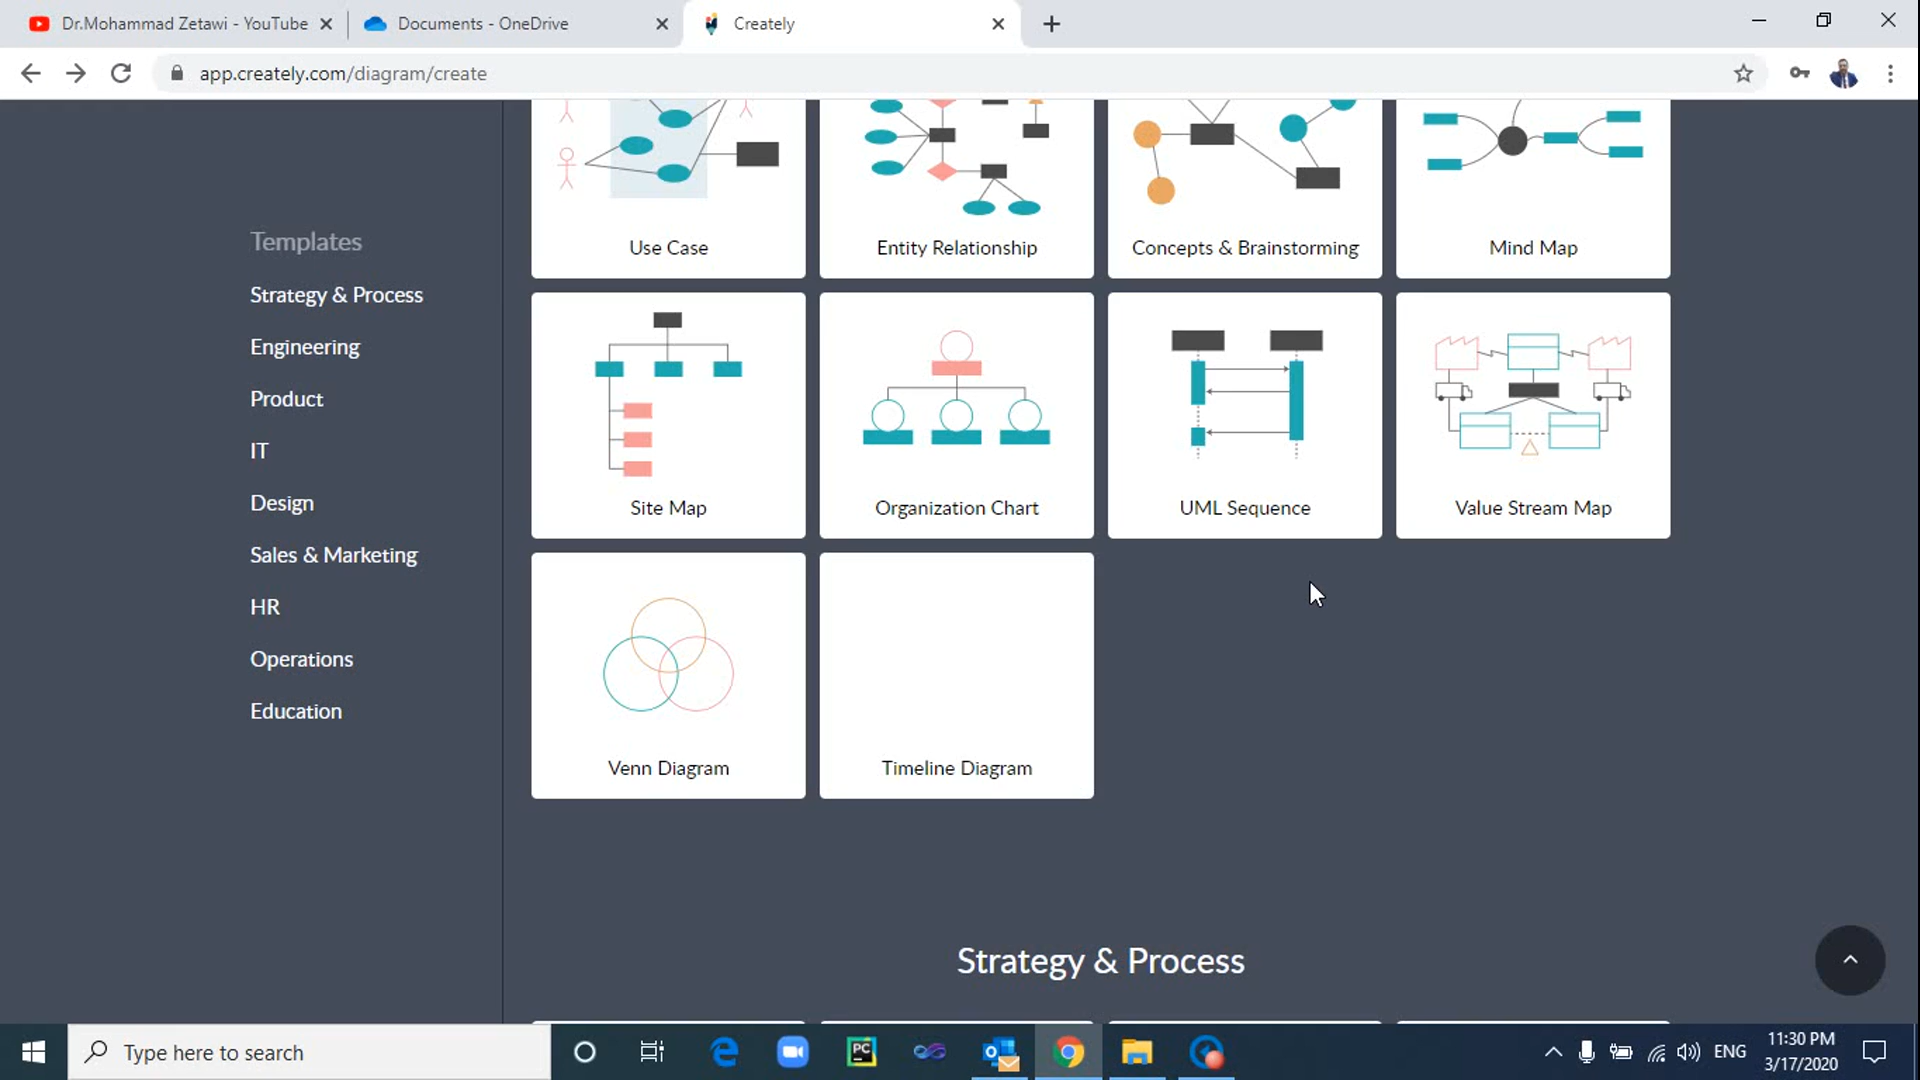 Dr.Mohammad Zetawi - YouTube
Documents - OneDrive
Creately
app.creately.com/diagram/create
Templates
Strategy & Process
Engineering
Product
IT
Design
Sales & Marketing
HR
Operations
Education
Use Case
Entity Relationship
Concepts & Brainstorming
Mind Map
Site Map
Organization Chart
UML Sequence
Value Stream Map
Venn Diagram
Timeline Diagram
Strategy & Process
Type here to search
PC
ENG
11:30 PM
3/17/2020